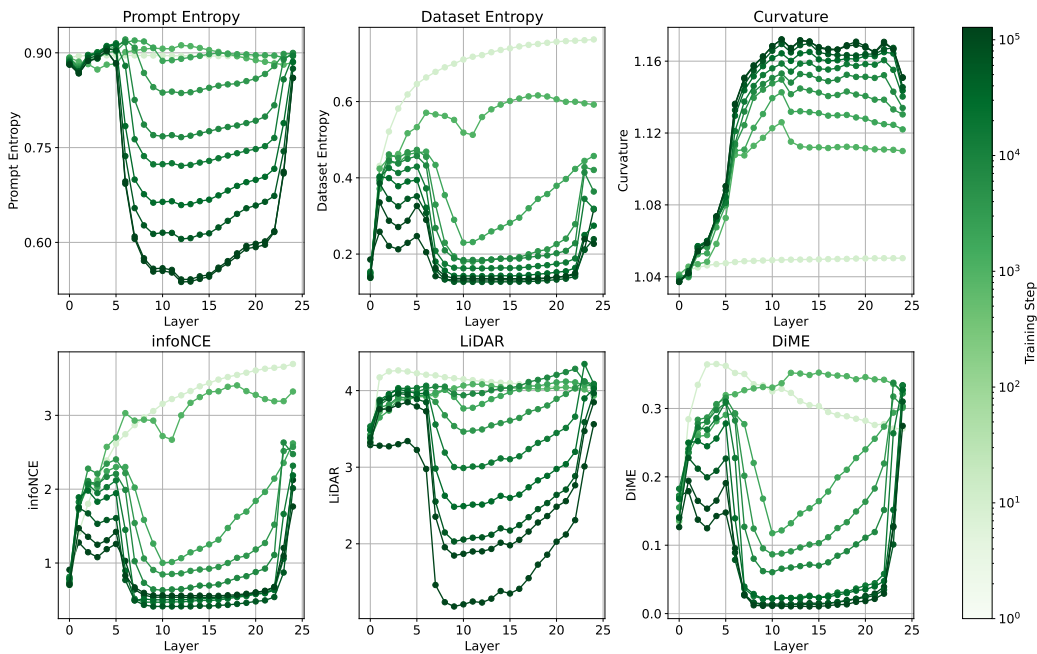 Prompt Entropy
0.90
0.75
0.60
Prompt Entropy
0 5 10 15 20 25
Layer
Dataset Entropy
0.6
0.4
0.2
Dataset Entropy
0 5 10 15 20 25
Layer
Curvature
1.16
1.12
1.08
1.04
Curvature
0 5 10 15 20 25
Layer
infoNCE
3
2
1
infoNCE
0 5 10 15 20 25
Layer
LiDAR
4
3
2
LiDAR
0 5 10 15 20 25
Layer
DiME
0.3
0.2
0.1
0.0
DiME
0 5 10 15 20 25
Layer
10⁵
10⁴
10³
10²
10¹
10⁰
Training Step